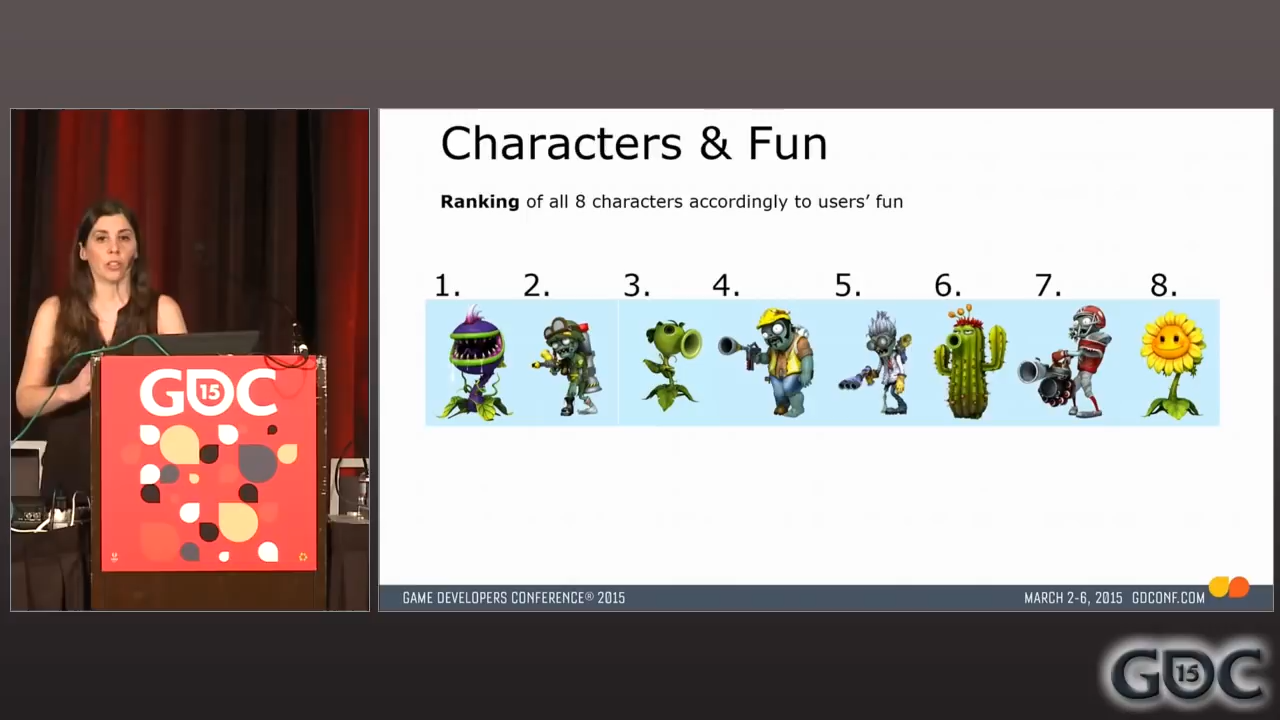 Characters & Fun
Ranking of all 8 characters accordingly to users’ fun
1. 2. 3. 4. 5. 6. 7. 8.
GDC
15
GAME DEVELOPERS CONFERENCE® 2015
MARCH 2-6, 2015 GDCONF.COM
GDC
15